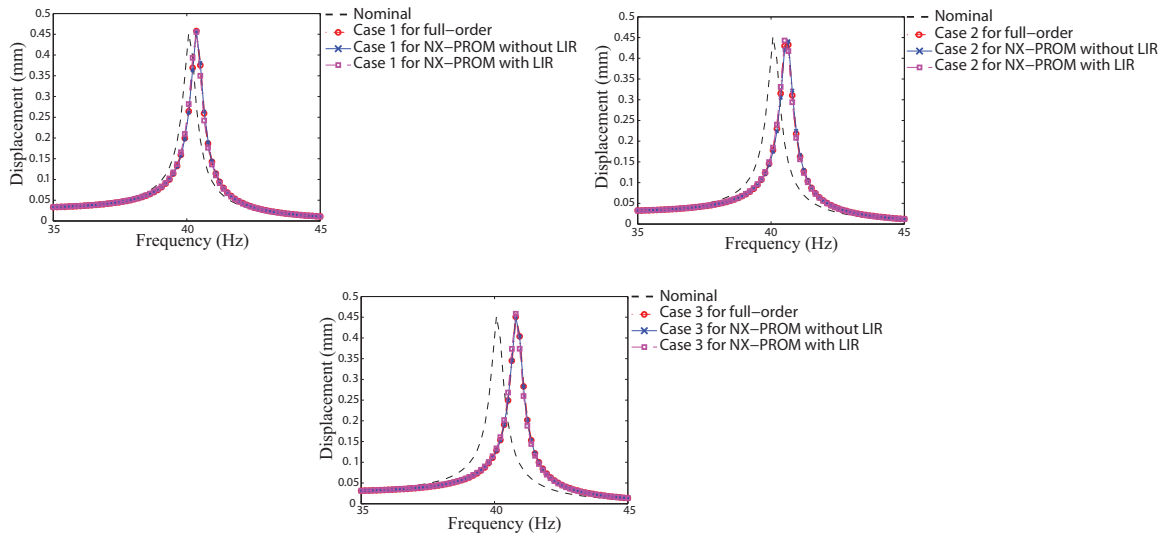 Nominal
Case 1 for full−order
Case 1 for NX−PROM without LIR
Case 1 for NX−PROM with LIR
Displacement (mm)
0.5
0.45
0.4
0.35
0.3
0.25
0.2
0.15
0.1
0.05
0
35
40
45
Frequency (Hz)
Nominal
Case 2 for full−order
Case 2 for NX−PROM without LIR
Case 2 for NX−PROM with LIR
Displacement (mm)
0.5
0.45
0.4
0.35
0.3
0.25
0.2
0.15
0.1
0.05
0
35
40
45
Frequency (Hz)
Nominal
Case 3 for full−order
Case 3 for NX−PROM without LIR
Case 3 for NX−PROM with LIR
Displacement (mm)
0.5
0.45
0.4
0.35
0.3
0.25
0.2
0.15
0.1
0.05
0
35
40
45
Frequency (Hz)